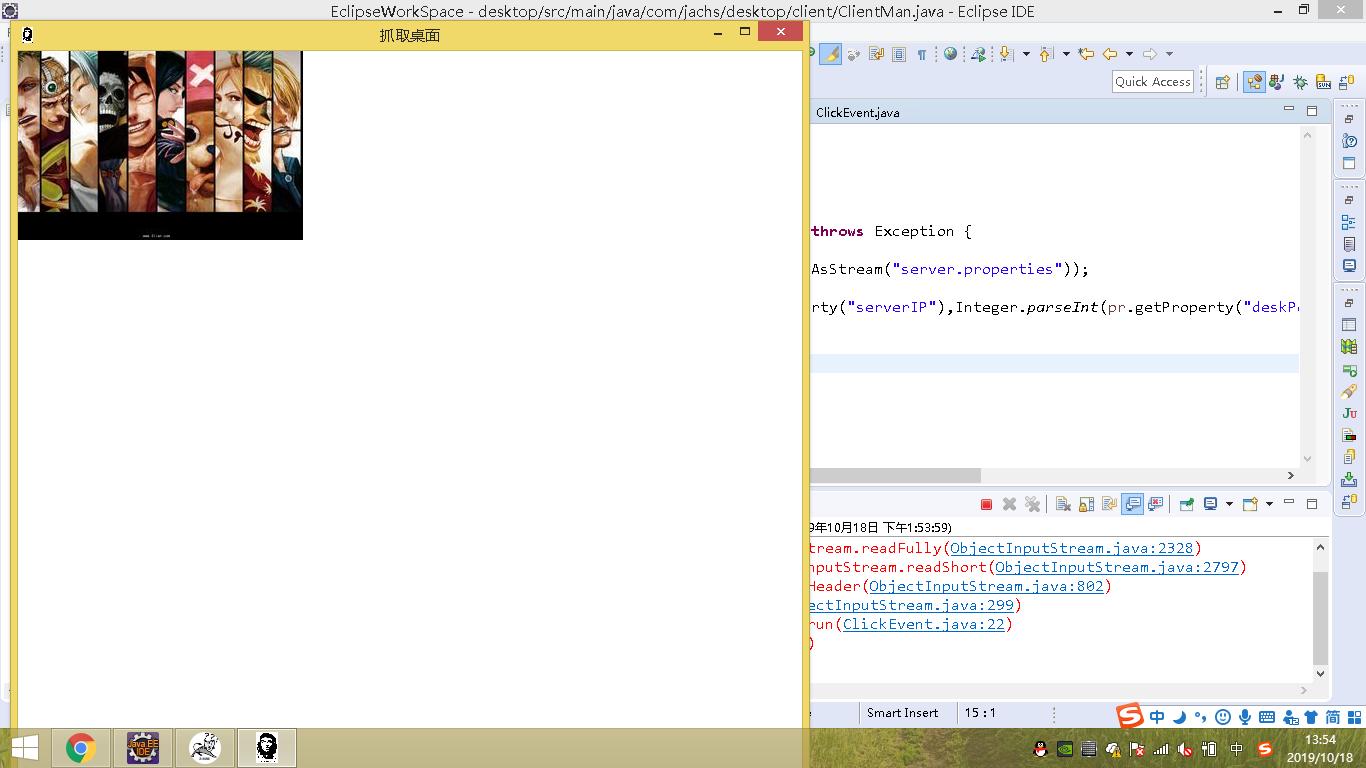 EclipseWorkSpace - desktop/src/main/java/com/jachs/desktop/client/ClientMan.java - Eclipse IDE
抓取桌面
Quick Access
ClickEvent.java
throws Exception {
AsStream("server.properties"));
rty("serverIP"),Integer.parseInt(pr.getProperty("deskP
9年10月18日 下午1:53:59)
tream.readFully(ObjectInputStream.java:2328)
nputStream.readShort(ObjectInputStream.java:2797)
Header(ObjectInputStream.java:802)
ectInputStream.java:299)
run(ClickEvent.java:22)
)
Smart Insert
15 : 1
中
简
Java EE
IDE
中
13:54
2019/10/18